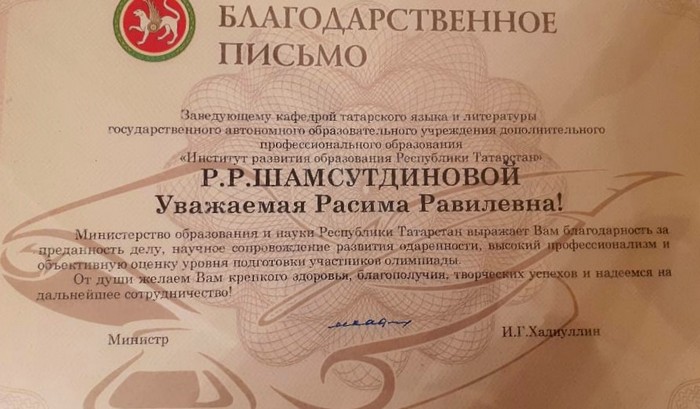 БЛАГОДАРСТВЕННОЕ
ПИСЬМО
Заведующему кафедрой татарского языка и литературы
государственного автономного образовательного учреждения дополнительного
профессионального образования
«Институт развития образования Республики Татарстан»
Р.Р.ШАМСУТДИНОВОЙ
Уважаемая Расима Равилевна!
Министерство образования и науки Республики Татарстан выражает Вам благодарность за
преданность делу, научное сопровождение развития одаренности, высокий профессионализм и
объективную оценку уровня подготовки участников олимпиады.
От души желаем Вам крепкого здоровья, благополучия, творческих успехов и надеемся на
дальнейшее сотрудничество!
Министр
И.Г.Хадиуллин